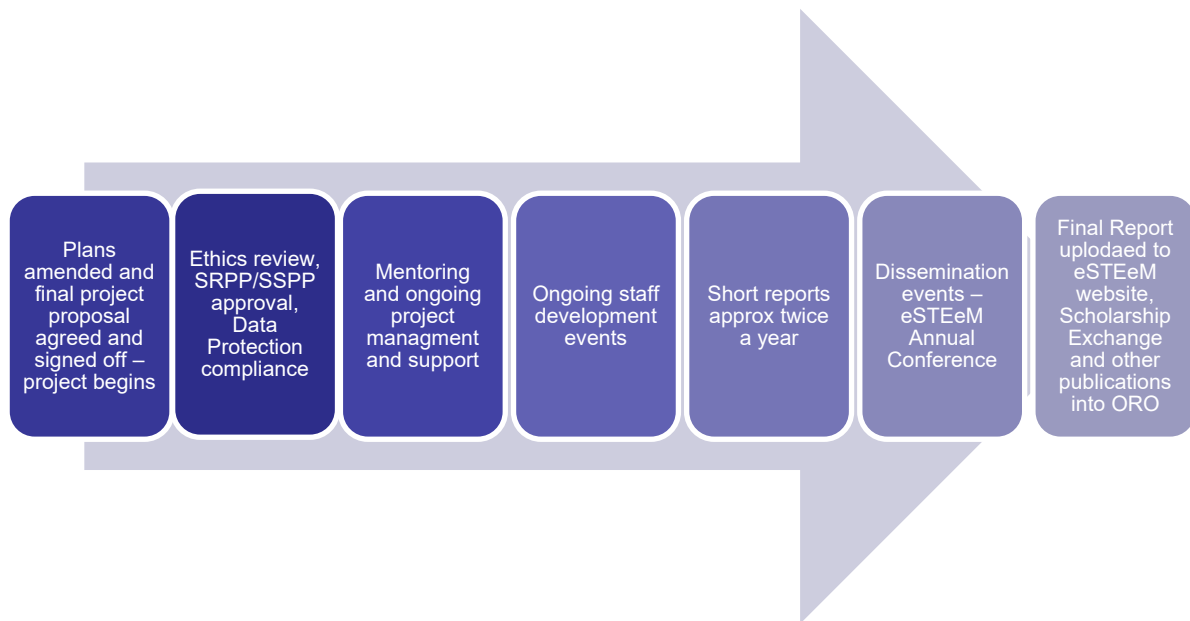 Plans
amended and
final project
proposal
agreed and
signed off –
project begins
Ethics review,
SRPP/SSPP
approval,
Data
Protection
compliance
Mentoring
and ongoing
project
managment
and support
Ongoing staff
development
events
Short reports
approx twice
a year
Dissemination
events –
eSTEeM
Annual
Conference
Final Report
uplodaed to
eSTEeM
website,
Scholarship
Exchange
and other
publications
into ORO